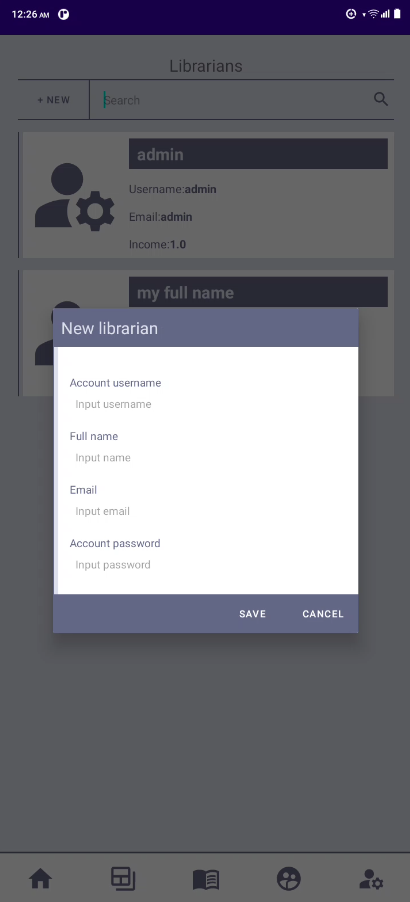 12:26 AM
Librarians
+ NEW
Search
admin
Username:admin
Email:admin
Income:1.0
my full name
New librarian
Account username
Input username
Full name
Input name
Email
Input email
Account password
Input password
SAVE
CANCEL